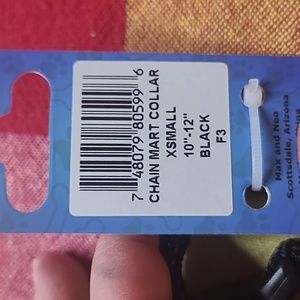 7 48079 80599 6
CHAIN MART COLLAR
XSMALL
10"-12"
BLACK
F3
Max and Neo
Scottsdale, Arizona